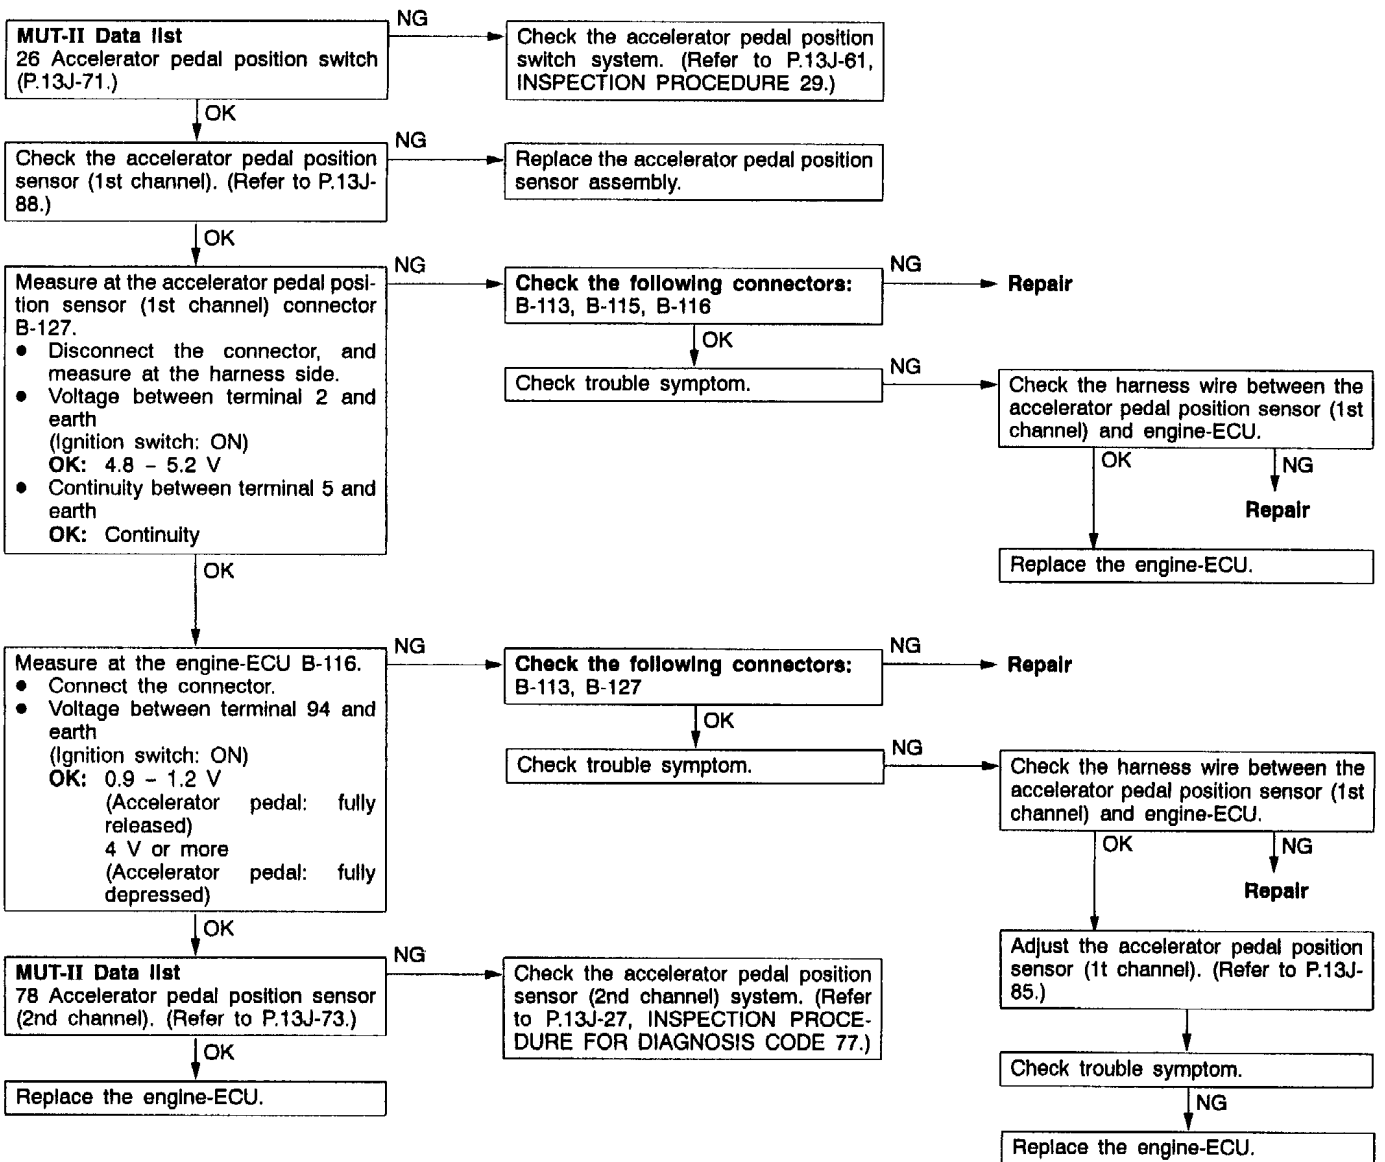 MUT-II Data list
26 Accelerator pedal position switch
(P.13J-71.)
NG
Check the accelerator pedal position
switch system. (Refer to P.13J-61,
INSPECTION PROCEDURE 29.)
OK
Check the accelerator pedal position
sensor (1st channel). (Refer to P.13J-
88.)
NG
Replace the accelerator pedal position
sensor assembly.
OK
Measure at the accelerator pedal posi-
tion sensor (1st channel) connector
B-127.
● Disconnect the connector, and
measure at the harness side.
● Voltage between terminal 2 and
earth
(Ignition switch: ON)
OK: 4.8 – 5.2 V
● Continuity between terminal 5 and
earth
OK: Continuity
NG
Check the following connectors:
B-113, B-115, B-116
NG
Repair
OK
Check trouble symptom.
NG
Check the harness wire between the
accelerator pedal position sensor (1st
channel) and engine-ECU.
OK
NG
Repair
Replace the engine-ECU.
OK
Measure at the engine-ECU B-116.
● Connect the connector.
● Voltage between terminal 94 and
earth
(Ignition switch: ON)
OK: 0.9 – 1.2 V
(Accelerator pedal: fully
released)
4 V or more
(Accelerator pedal: fully
depressed)
NG
Check the following connectors:
B-113, B-127
NG
Repair
OK
Check trouble symptom.
NG
Check the harness wire between the
accelerator pedal position sensor (1st
channel) and engine-ECU.
OK
NG
Repair
Adjust the accelerator pedal position
sensor (1t channel). (Refer to P.13J-
85.)
Check trouble symptom.
NG
Replace the engine-ECU.
OK
MUT-II Data list
78 Accelerator pedal position sensor
(2nd channel). (Refer to P.13J-73.)
NG
Check the accelerator pedal position
sensor (2nd channel) system. (Refer
to P.13J-27, INSPECTION PROCE-
DURE FOR DIAGNOSIS CODE 77.)
OK
Replace the engine-ECU.